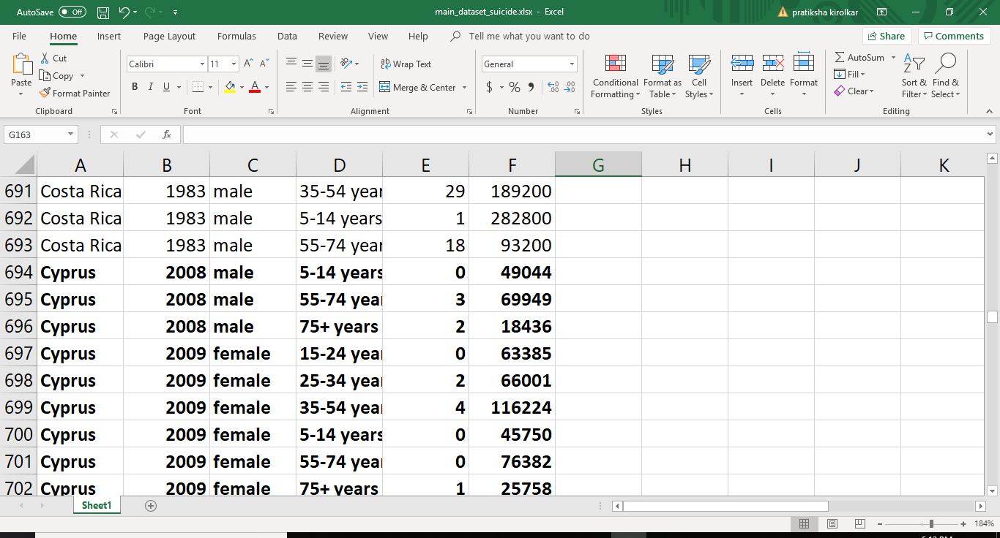 AutoSave Off main_dataset_suicide.xlsx - Excel pratiksha kirolkar
File Home Insert Page Layout Formulas Data Review View Help Tell me what you want to do Share Comments
Paste Cut Copy Format Painter Clipboard
Calibri 11 B I U A A A Font
Wrap Text Merge & Center Alignment
General $ % Number
Conditional Formatting Format as Table Cell Styles Styles
Insert Delete Format Cells
AutoSum Fill Clear Sort & Filter Find & Select Editing
G163 fx
A B C D E F G H I J K
691 Costa Rica 1983 male 35-54 year 29 189200
692 Costa Rica 1983 male 5-14 years 1 282800
693 Costa Rica 1983 male 55-74 year 18 93200
694 Cyprus 2008 male 5-14 years 0 49044
695 Cyprus 2008 male 55-74 year 3 69949
696 Cyprus 2008 male 75+ years 2 18436
697 Cyprus 2009 female 15-24 year 0 63385
698 Cyprus 2009 female 25-34 year 2 66001
699 Cyprus 2009 female 35-54 year 4 116224
700 Cyprus 2009 female 5-14 years 0 45750
701 Cyprus 2009 female 55-74 year 0 76382
702 Cyprus 2009 female 75+ years 1 25758
Sheet1
184%